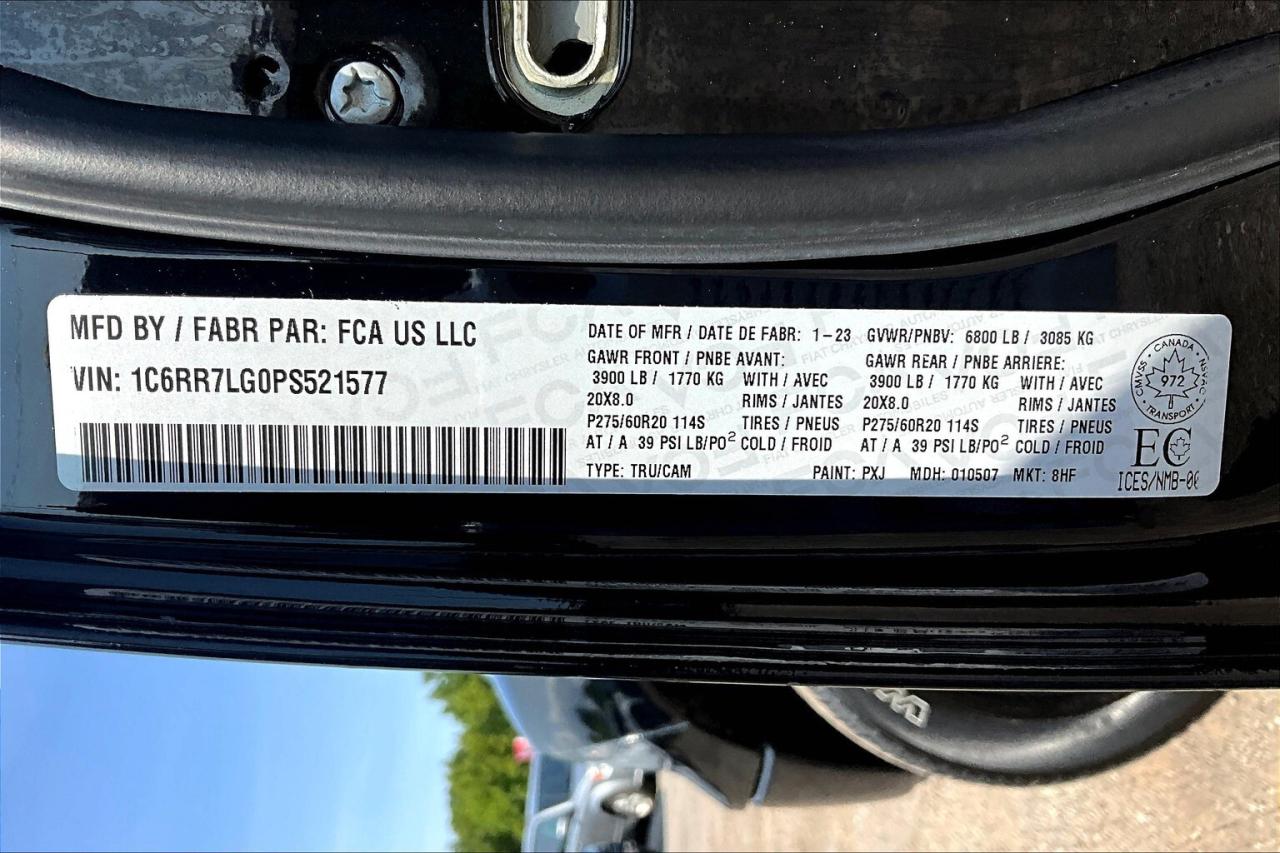 MFD BY / FABR PAR: FCA US LLC
VIN: 1C6RR7LG0PS521577
DATE OF MFR / DATE DE FABR: 1-23 GVWR/PNBV: 6800 LB / 3085 KG
GAWR FRONT / PNBE AVANT: GAWR REAR / PNBE ARRIERE:
3900 LB / 1770 KG WITH / AVEC 3900 LB / 1770 KG WITH / AVEC
20X8.0 RIMS / JANTES 20X8.0 RIMS / JANTES
P275/60R20 114S TIRES / PNEUS P275/60R20 114S TIRES / PNEUS
AT / A 39 PSI LB/PO² COLD / FROID AT / A 39 PSI LB/PO² COLD / FROID
TYPE: TRU/CAM PAINT: PXJ MDH: 010507 MKT: 8HF
CANADA
CMVSS NSVAC
972
TRANSPORT
EC
ICES/NMB-